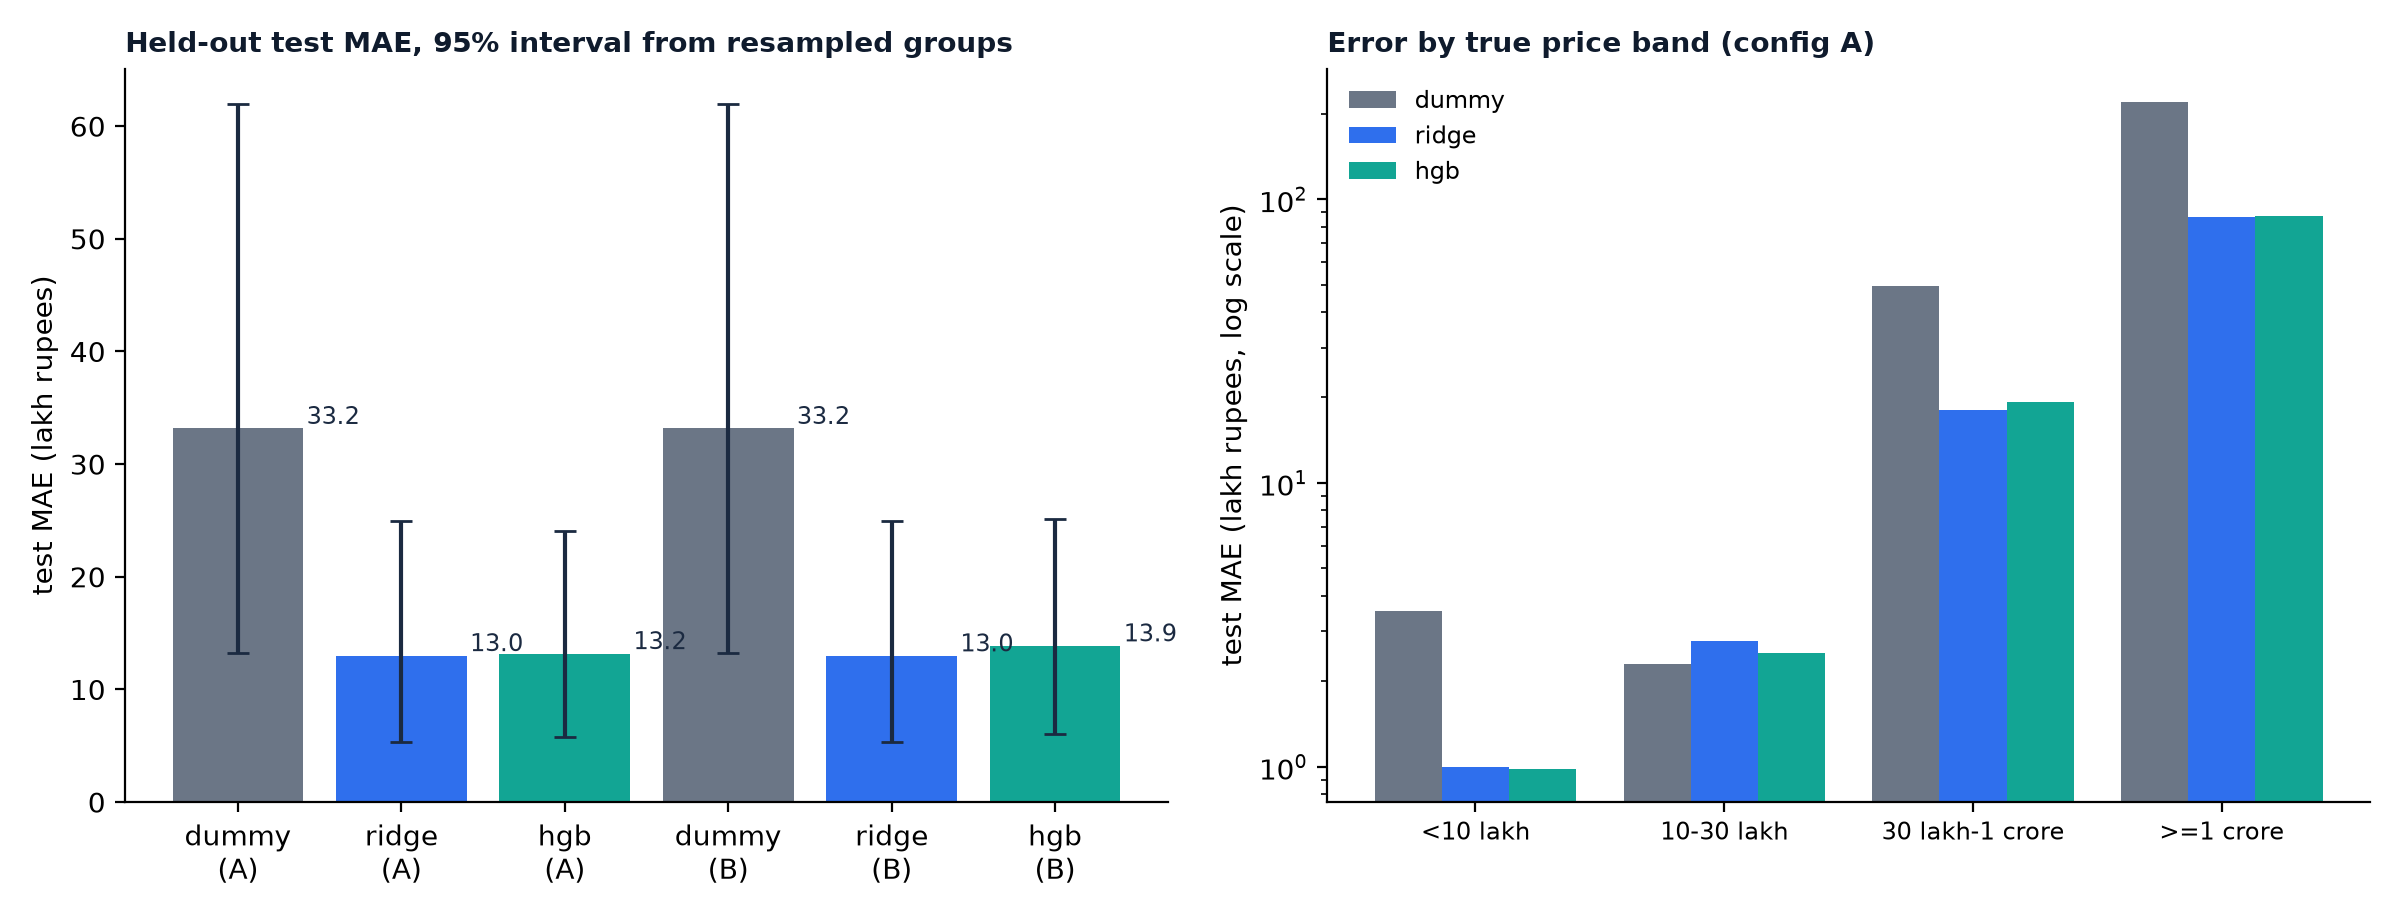 Held-out test MAE, 95% interval from resampled groups
test MAE (lakh rupees)
60
50
40
30
20
10
0
33.2
13.0
13.2
33.2
13.0
13.9
dummy
(A)
ridge
(A)
hgb
(A)
dummy
(B)
ridge
(B)
hgb
(B)
Error by true price band (config A)
test MAE (lakh rupees, log scale)
dummy
ridge
hgb
10²
10¹
10⁰
<10 lakh
10-30 lakh
30 lakh-1 crore
>=1 crore